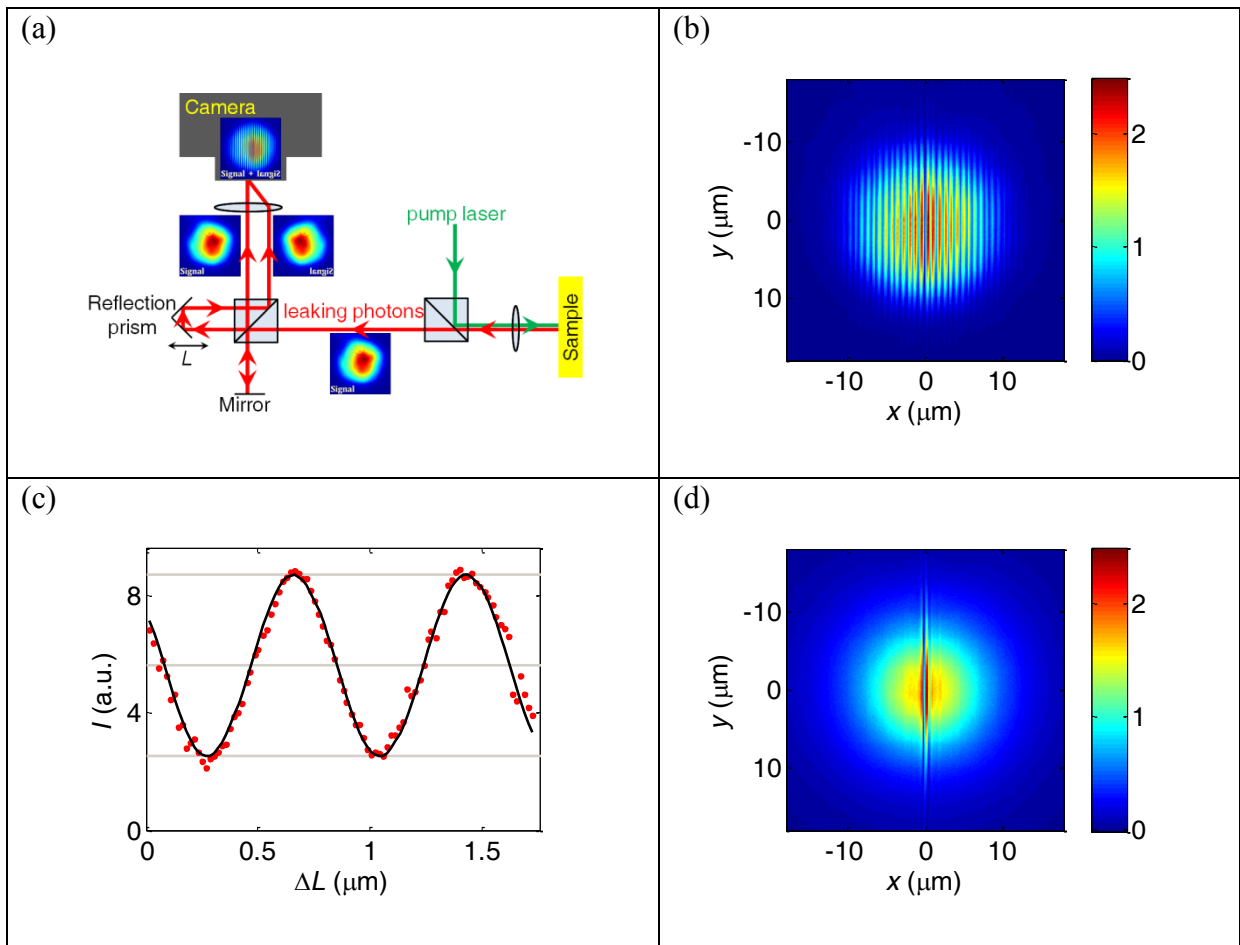 (a)
Camera
Signal + Signal
pump laser
Signal
Signal
Reflection
prism
leaking photons
L
Signal
Mirror
Sample
(b)
-10
0
10
y (μm)
-10
0
10
x (μm)
2
1
0
(c)
8
4
0
I (a.u.)
0
0.5
1
1.5
ΔL (μm)
(d)
-10
0
10
y (μm)
-10
0
10
x (μm)
2
1
0